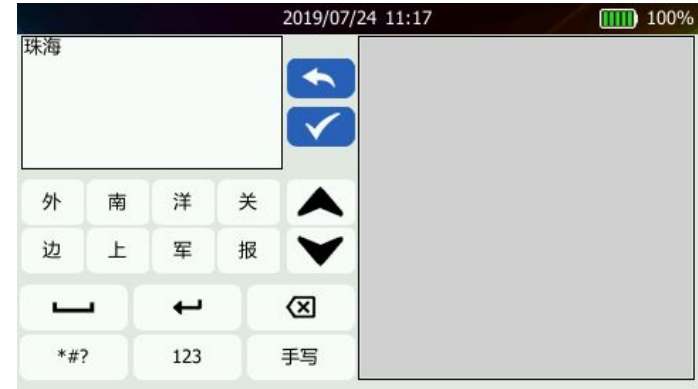 2019/07/24 11:17 100%
珠海
外 南 洋 关
边 上 军 报
*#? 123 手写